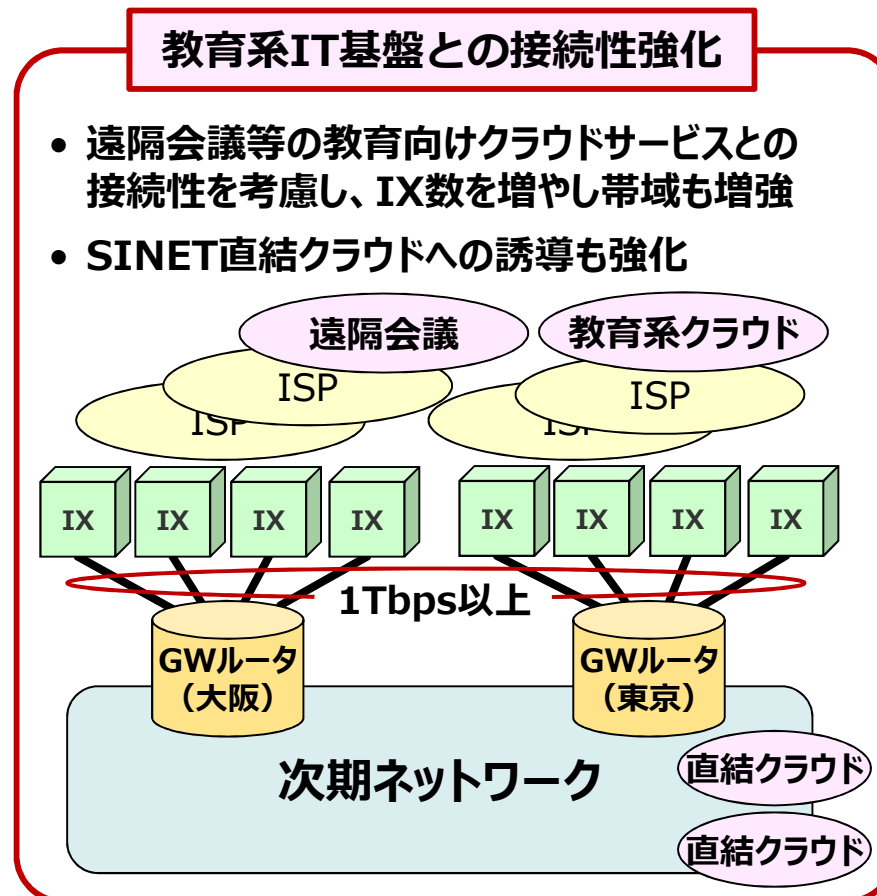 教育系IT基盤との接続性強化
• 遠隔会議等の教育向けクラウドサービスとの
接続性を考慮し、IX数を増やし帯域も増強
• SINET直結クラウドへの誘導も強化
遠隔会議
教育系クラウド
ISP
ISP
ISP
ISP
IX IX IX IX IX IX IX IX
1Tbps以上
GWルータ
（大阪）
GWルータ
（東京）
次期ネットワーク
直結クラウド
直結クラウド